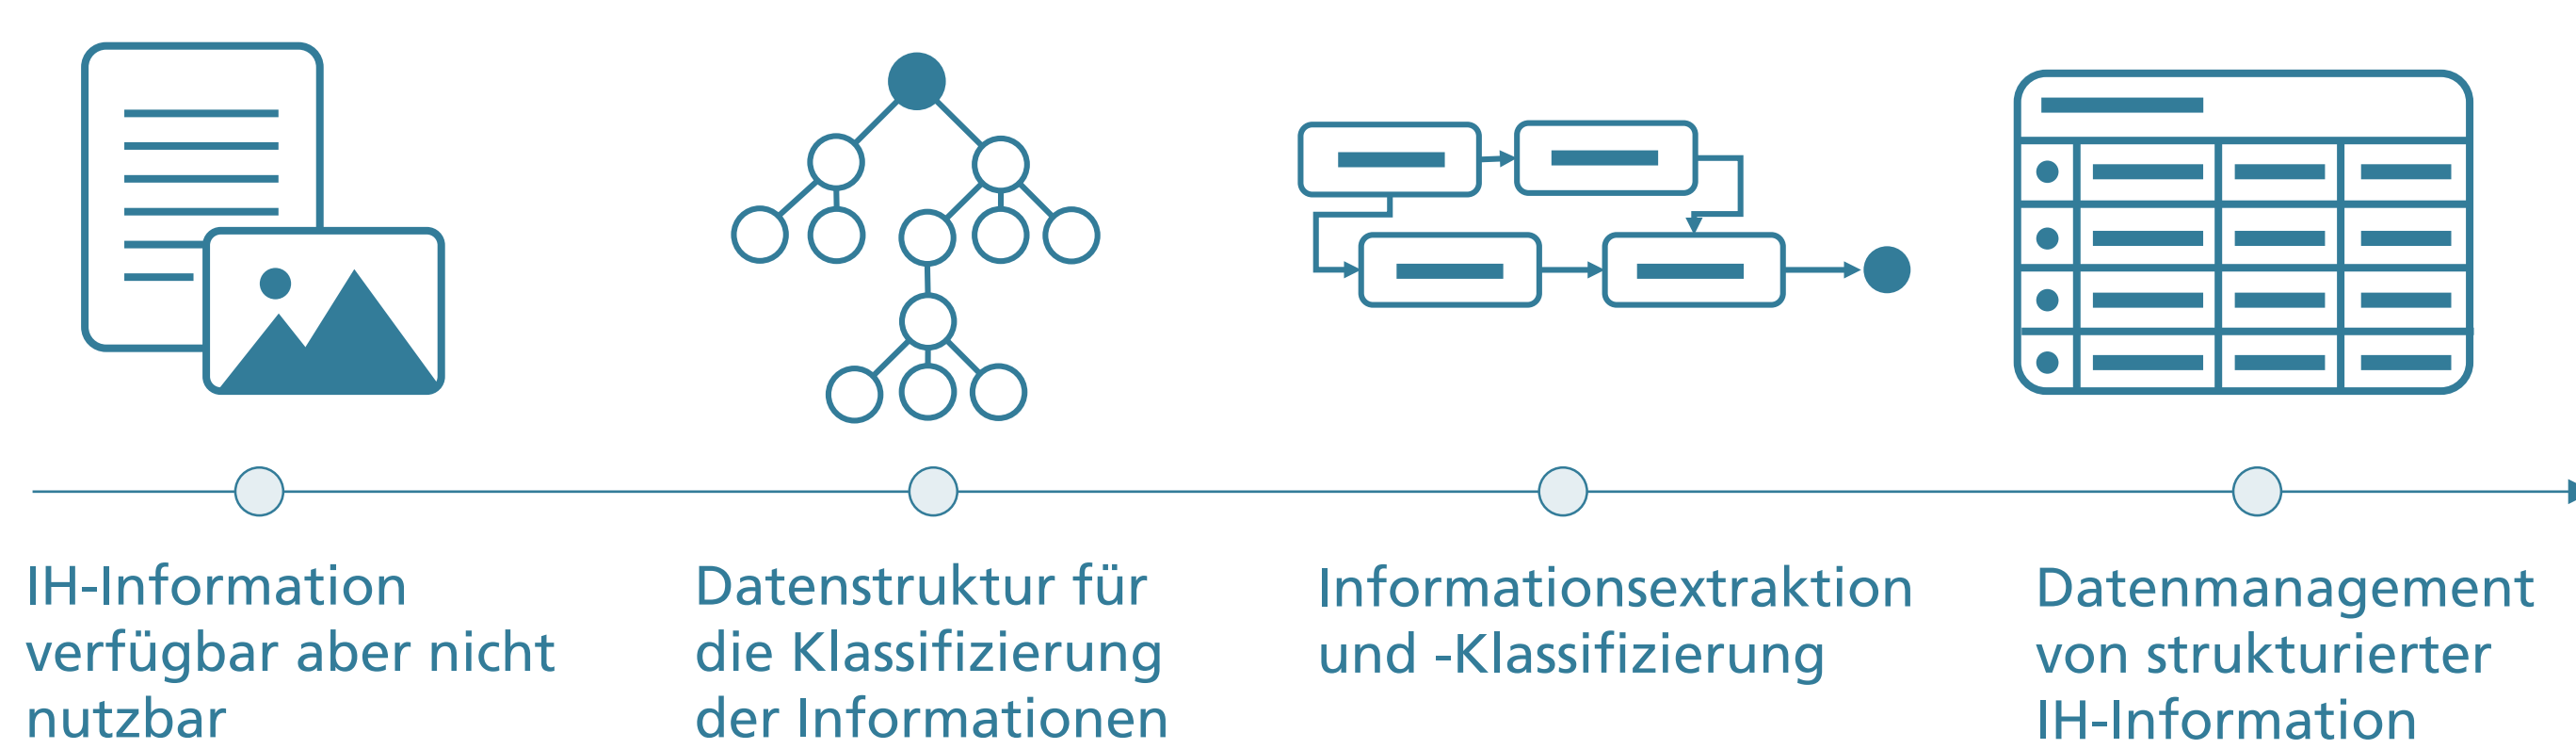 IH-Information
verfügbar aber nicht
nutzbar
Datenstruktur für
die Klassifizierung
der Informationen
Informationsextraktion
und -Klassifizierung
Datenmanagement
von strukturierter
IH-Information